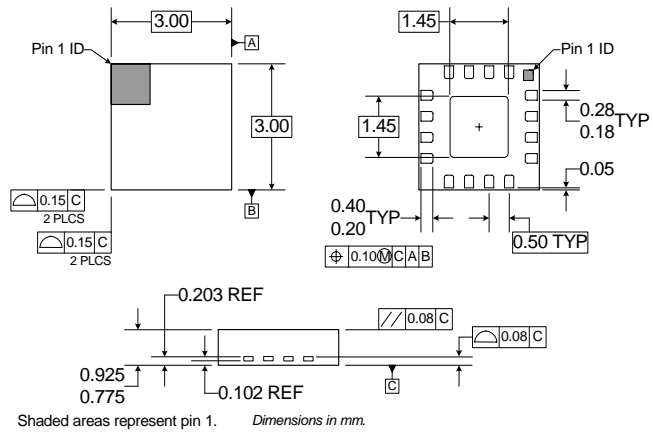 3.00
A
Pin 1 ID
3.00
B
0.15 C
2 PLCS
0.15 C
2 PLCS
1.45
Pin 1 ID
1.45
0.28
0.18 TYP
0.05
0.40
0.20 TYP
0.50 TYP
⌖ 0.10 Ⓜ C A B
0.203 REF
// 0.08 C
0.08 C
0.925
0.775
0.102 REF
C
Shaded areas represent pin 1. Dimensions in mm.